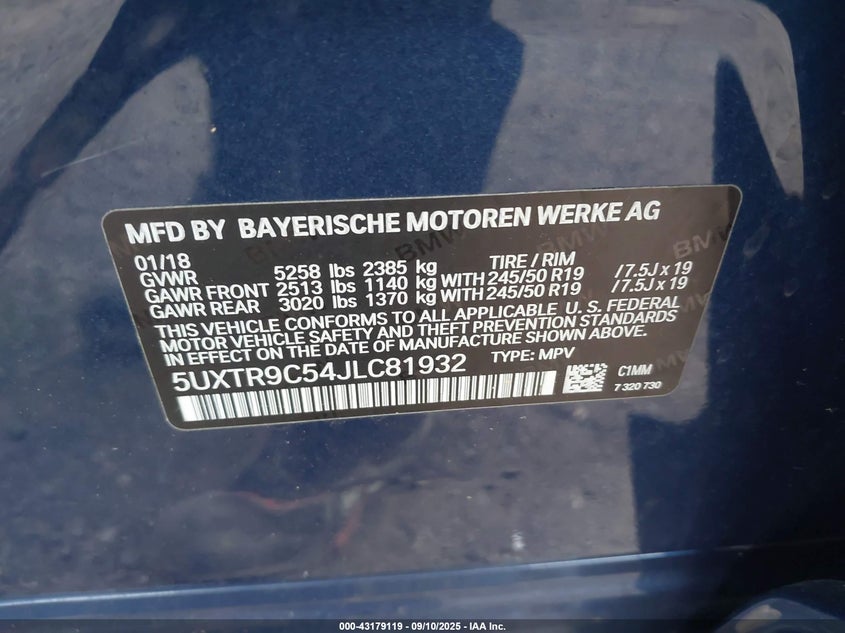 MFD BY BAYERISCHE MOTOREN WERKE AG
01/18 TIRE / RIM
GVWR 5258 lbs 2385 kg
GAWR FRONT 2513 lbs 1140 kg WITH 245/50 R19 / 7.5J x 19
GAWR REAR 3020 lbs 1370 kg WITH 245/50 R19 / 7.5J x 19
THIS VEHICLE CONFORMS TO ALL APPLICABLE U. S. FEDERAL
MOTOR VEHICLE SAFETY AND THEFT PREVENTION STANDARDS
IN EFFECT ON THE DATE OF MANUFACTURE SHOWN ABOVE.
5UXTR9C54JLC81932 TYPE: MPV
C1MM
7 320 730
000-43179119 - 09/10/2025 - IAA Inc.